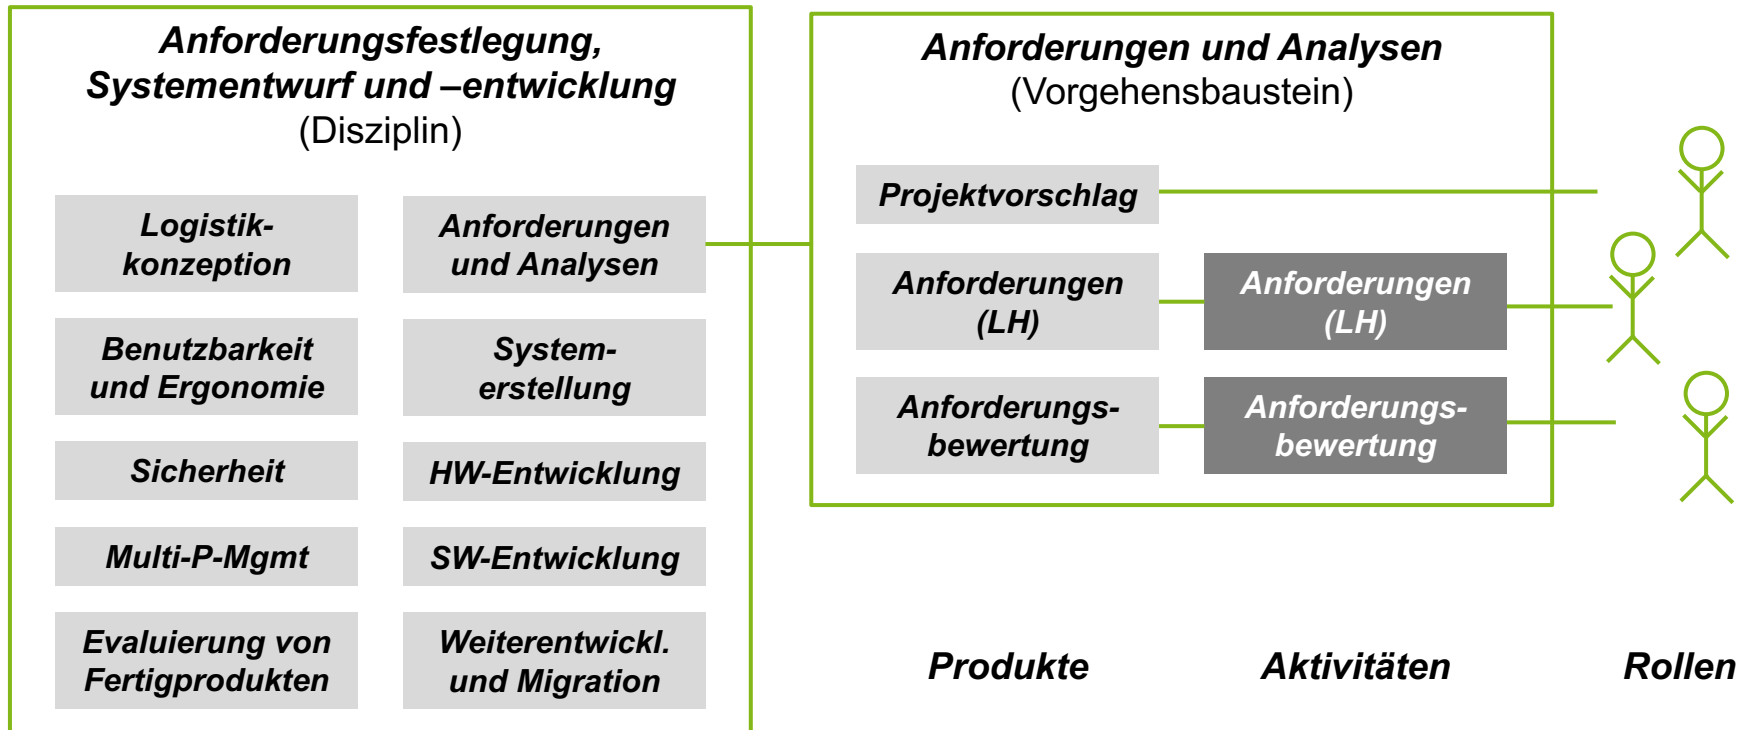 Anforderungsfestlegung,
Systementwurf und –entwicklung
(Disziplin)
Logistik-
konzeption
Anforderungen
und Analysen
Benutzbarkeit
und Ergonomie
System-
erstellung
Sicherheit
HW-Entwicklung
Multi-P-Mgmt
SW-Entwicklung
Evaluierung von
Fertigprodukten
Weiterentwickl.
und Migration
Anforderungen und Analysen
(Vorgehensbaustein)
Projektvorschlag
Anforderungen
(LH)
Anforderungen
(LH)
Anforderungs-
bewertung
Anforderungs-
bewertung
Produkte
Aktivitäten
Rollen